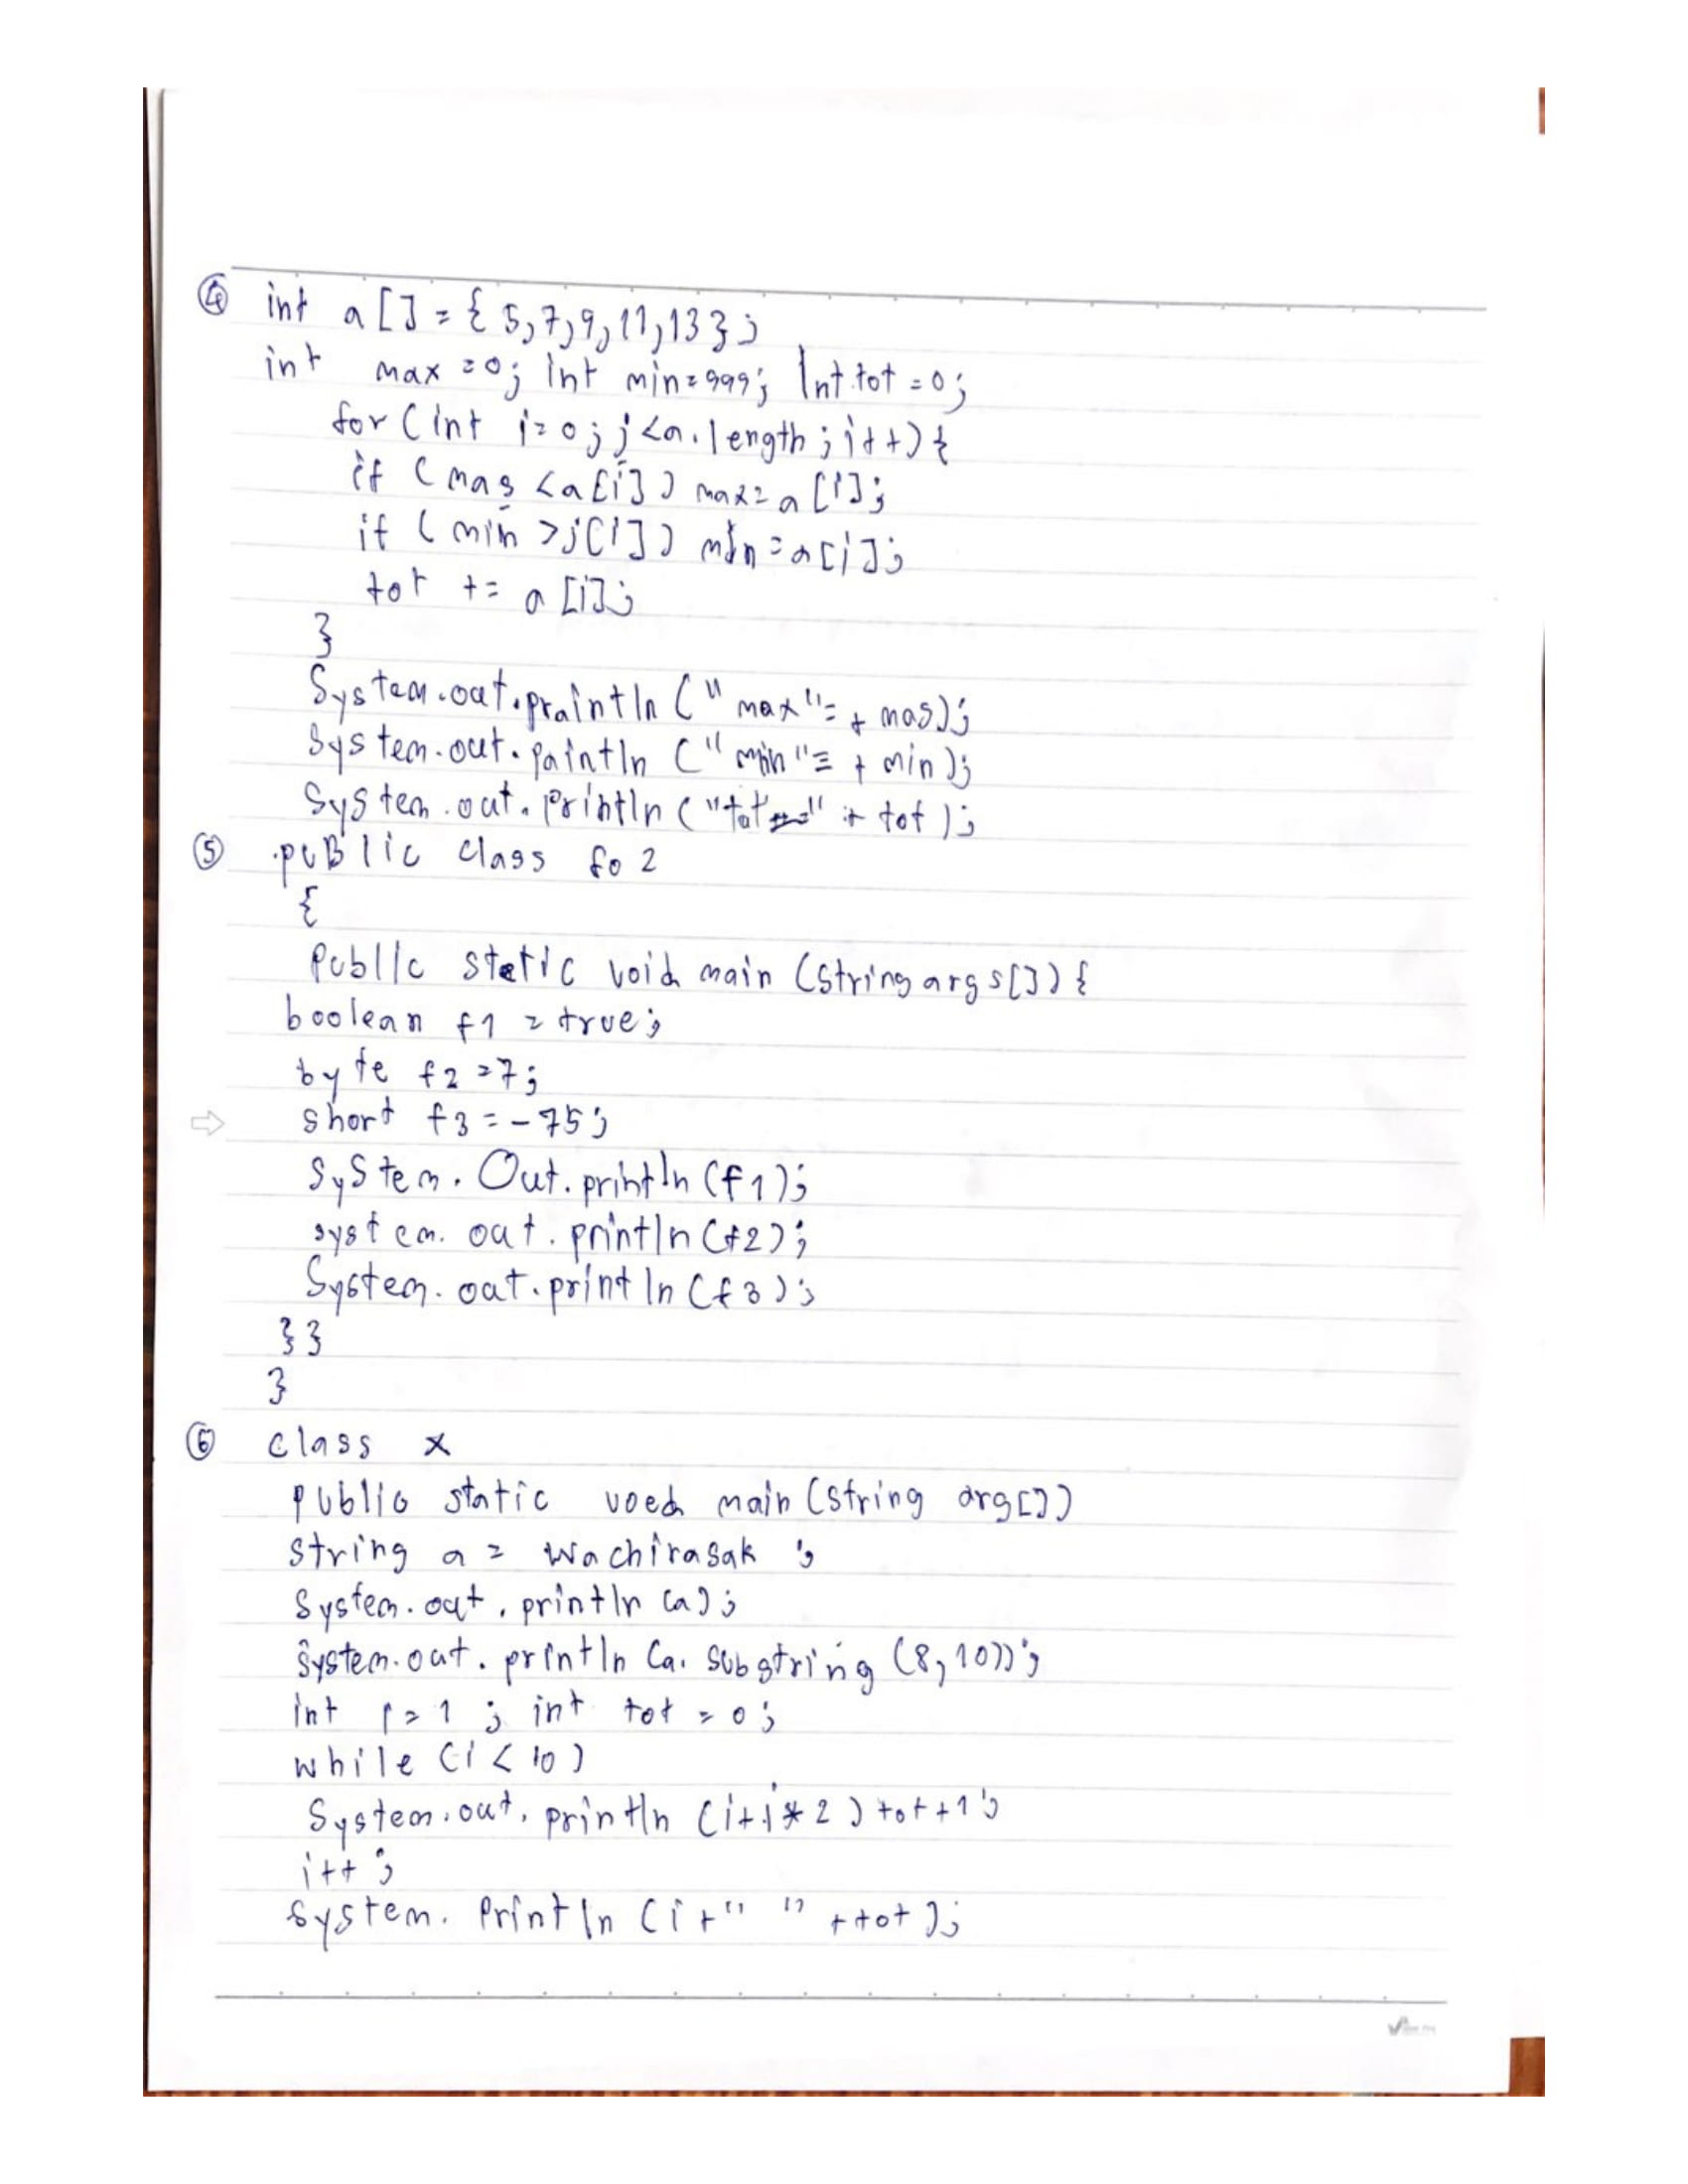 ④ int a[] = {5,7,9,11,13};
int max =0; int min=999; Int tot =0;
for (int i=0; j <a.length; i++){
if (mas <a[i]) max=a[i];
if (min >j[i]) min=a[i];
tot += a[i];
}
System.out.praintln ("max"= + mas);
System.out.paintln ("min"= + min);
System.out.println ("tot=" + tot);
⑤ puBlic class fo2
{
Public static void main (string args[]) {
boolean f1 = true;
byte f2 =7;
short f3 = -75;
System.Out.println (f1);
system.out.println (f2);
System.out.println (f3);
}}
}
⑥ class x
public static voed main (string arg[])
string a = wachirasak ;
System.out.println (a);
System.out.println (a. substring (8,10));
int i=1 ; int tot = 0;
while (i < 10)
System.out.println (i+i*2) tot+1;
i++;
System. Println (i+" " +tot);